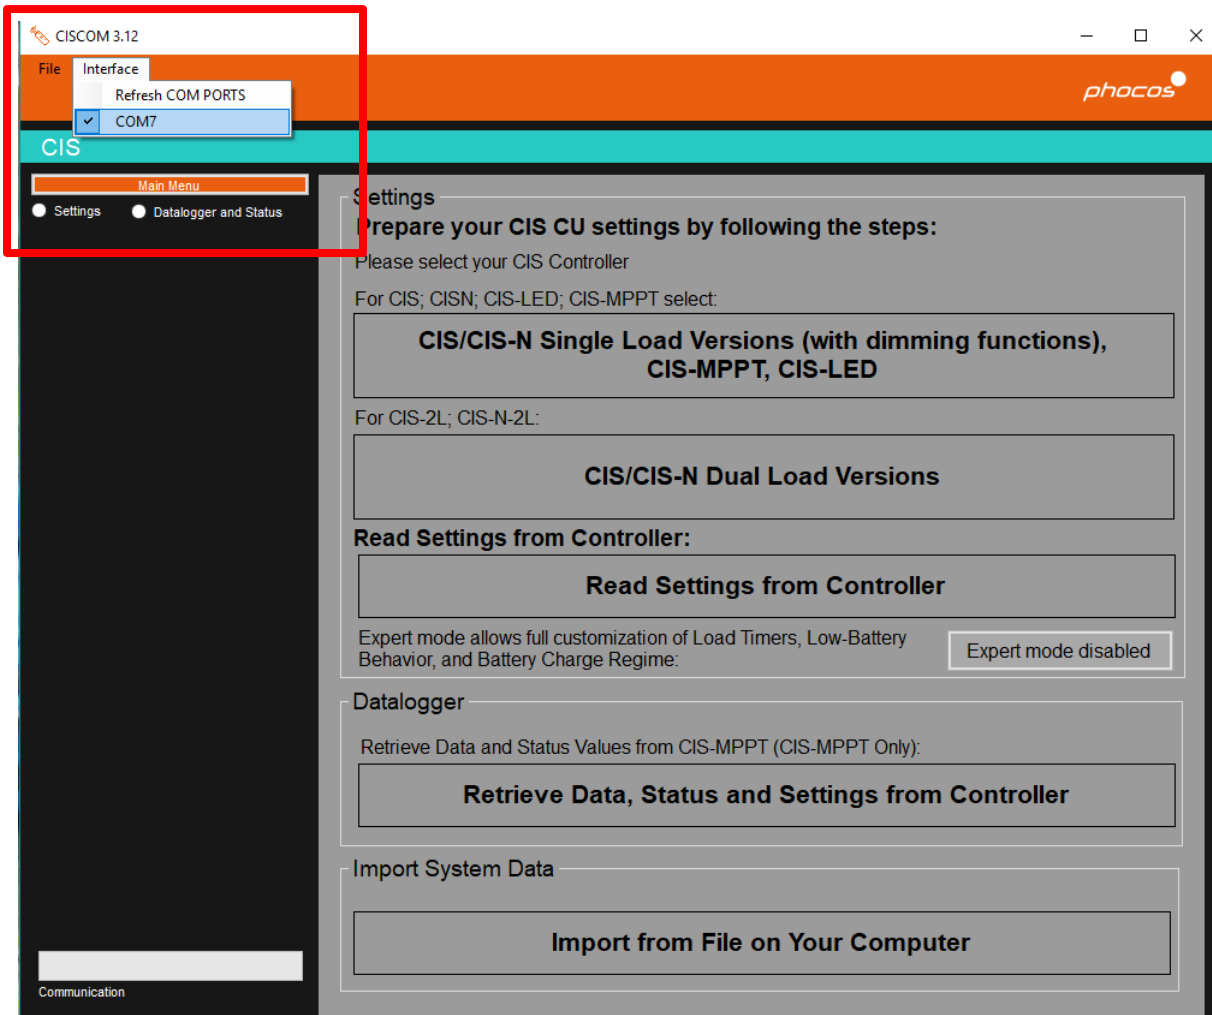 CISCOM 3.12
File Interface
Refresh COM PORTS
COM7
phocos
CIS
Main Menu
Settings Datalogger and Status
Settings
Prepare your CIS CU settings by following the steps:
Please select your CIS Controller
For CIS; CISN; CIS-LED; CIS-MPPT select:
CIS/CIS-N Single Load Versions (with dimming functions),
CIS-MPPT, CIS-LED
For CIS-2L; CIS-N-2L:
CIS/CIS-N Dual Load Versions
Read Settings from Controller:
Read Settings from Controller
Expert mode allows full customization of Load Timers, Low-Battery
Behavior, and Battery Charge Regime:
Expert mode disabled
Datalogger
Retrieve Data and Status Values from CIS-MPPT (CIS-MPPT Only):
Retrieve Data, Status and Settings from Controller
Import System Data
Import from File on Your Computer
Communication